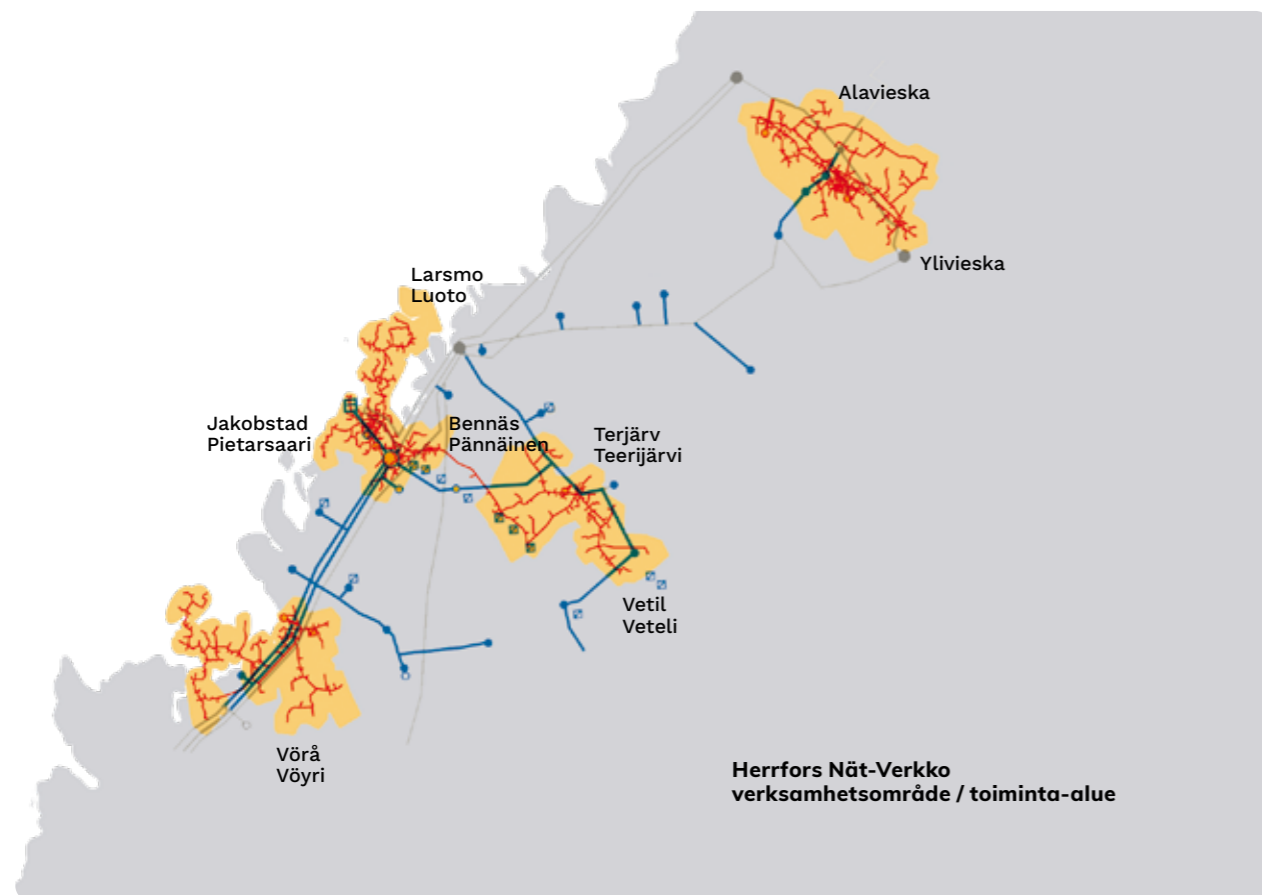 Alavieska
Ylivieska
Larsmo
Luoto
Jakobstad
Pietarsaari
Bennäs
Pännäinen
Terjärv
Teerijärvi
Vetil
Veteli
Vörå
Vöyri
Herrfors Nät-Verkko
verksamhetsområde / toiminta-alue